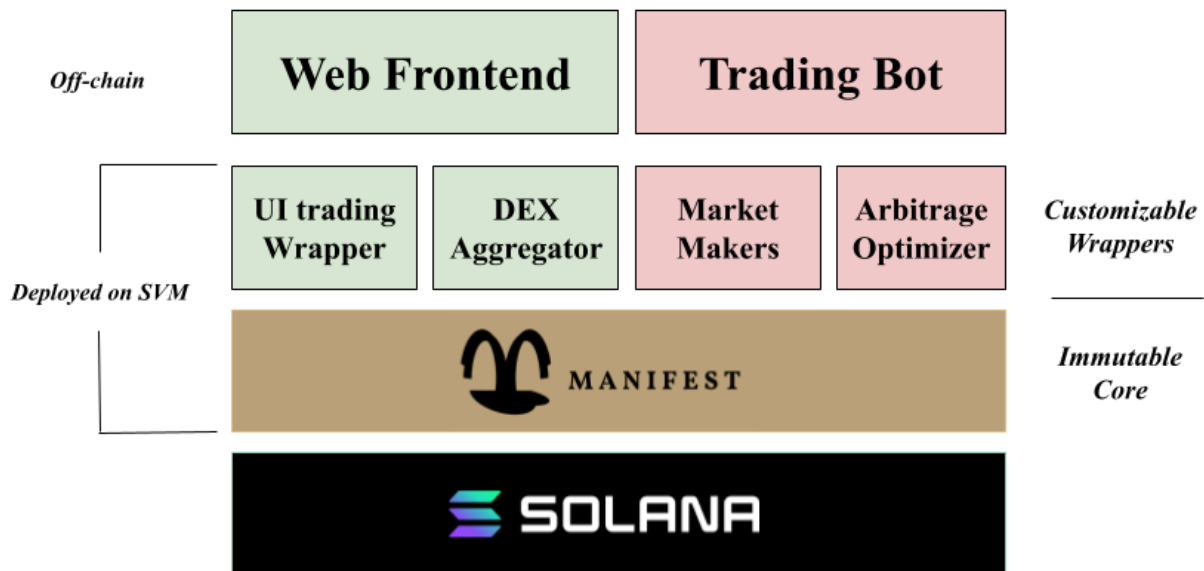 Off-chain
Web Frontend
Trading Bot
UI trading
Wrapper
DEX
Aggregator
Market
Makers
Arbitrage
Optimizer
Customizable
Wrappers
Deployed on SVM
MANIFEST
Immutable
Core
SOLANA